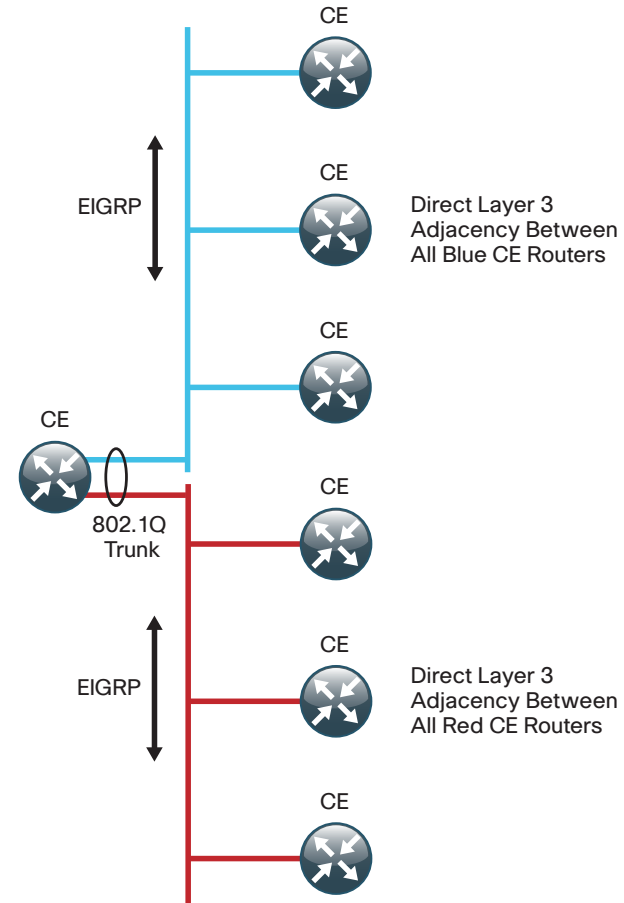 CE
CE
EIGRP
Direct Layer 3
Adjacency Between
All Blue CE Routers
CE
CE
802.1Q
Trunk
CE
CE
EIGRP
Direct Layer 3
Adjacency Between
All Red CE Routers
CE